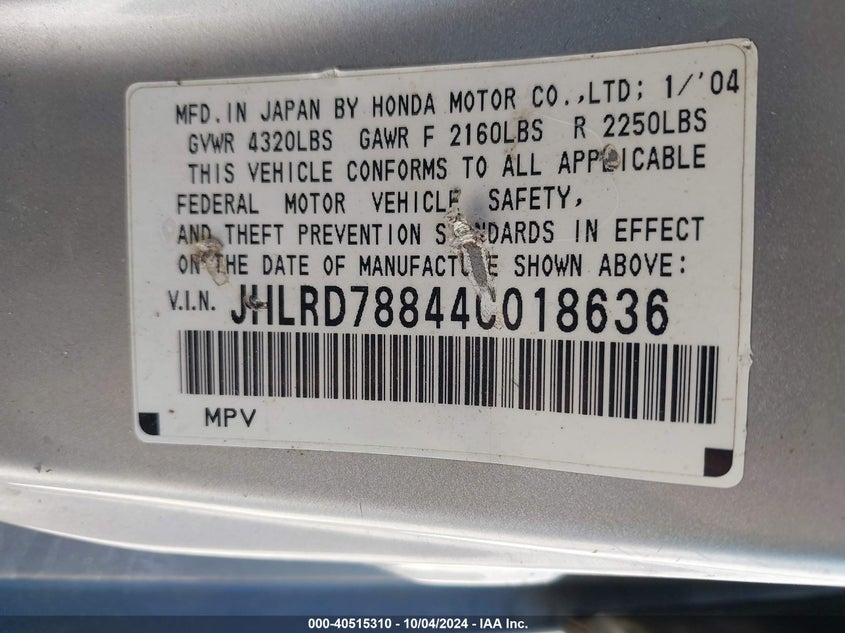 MFD. IN JAPAN BY HONDA MOTOR CO.,LTD; 1/'04
GVWR 4320LBS GAWR F 2160LBS R 2250LBS
THIS VEHICLE CONFORMS TO ALL APPLICABLE
FEDERAL MOTOR VEHICLE SAFETY,
AND THEFT PREVENTION STANDARDS IN EFFECT
ON THE DATE OF MANUFACTURE SHOWN ABOVE:
V.I.N. JHLRD78844C018636
MPV
000-40515310 - 10/04/2024 - IAA Inc.